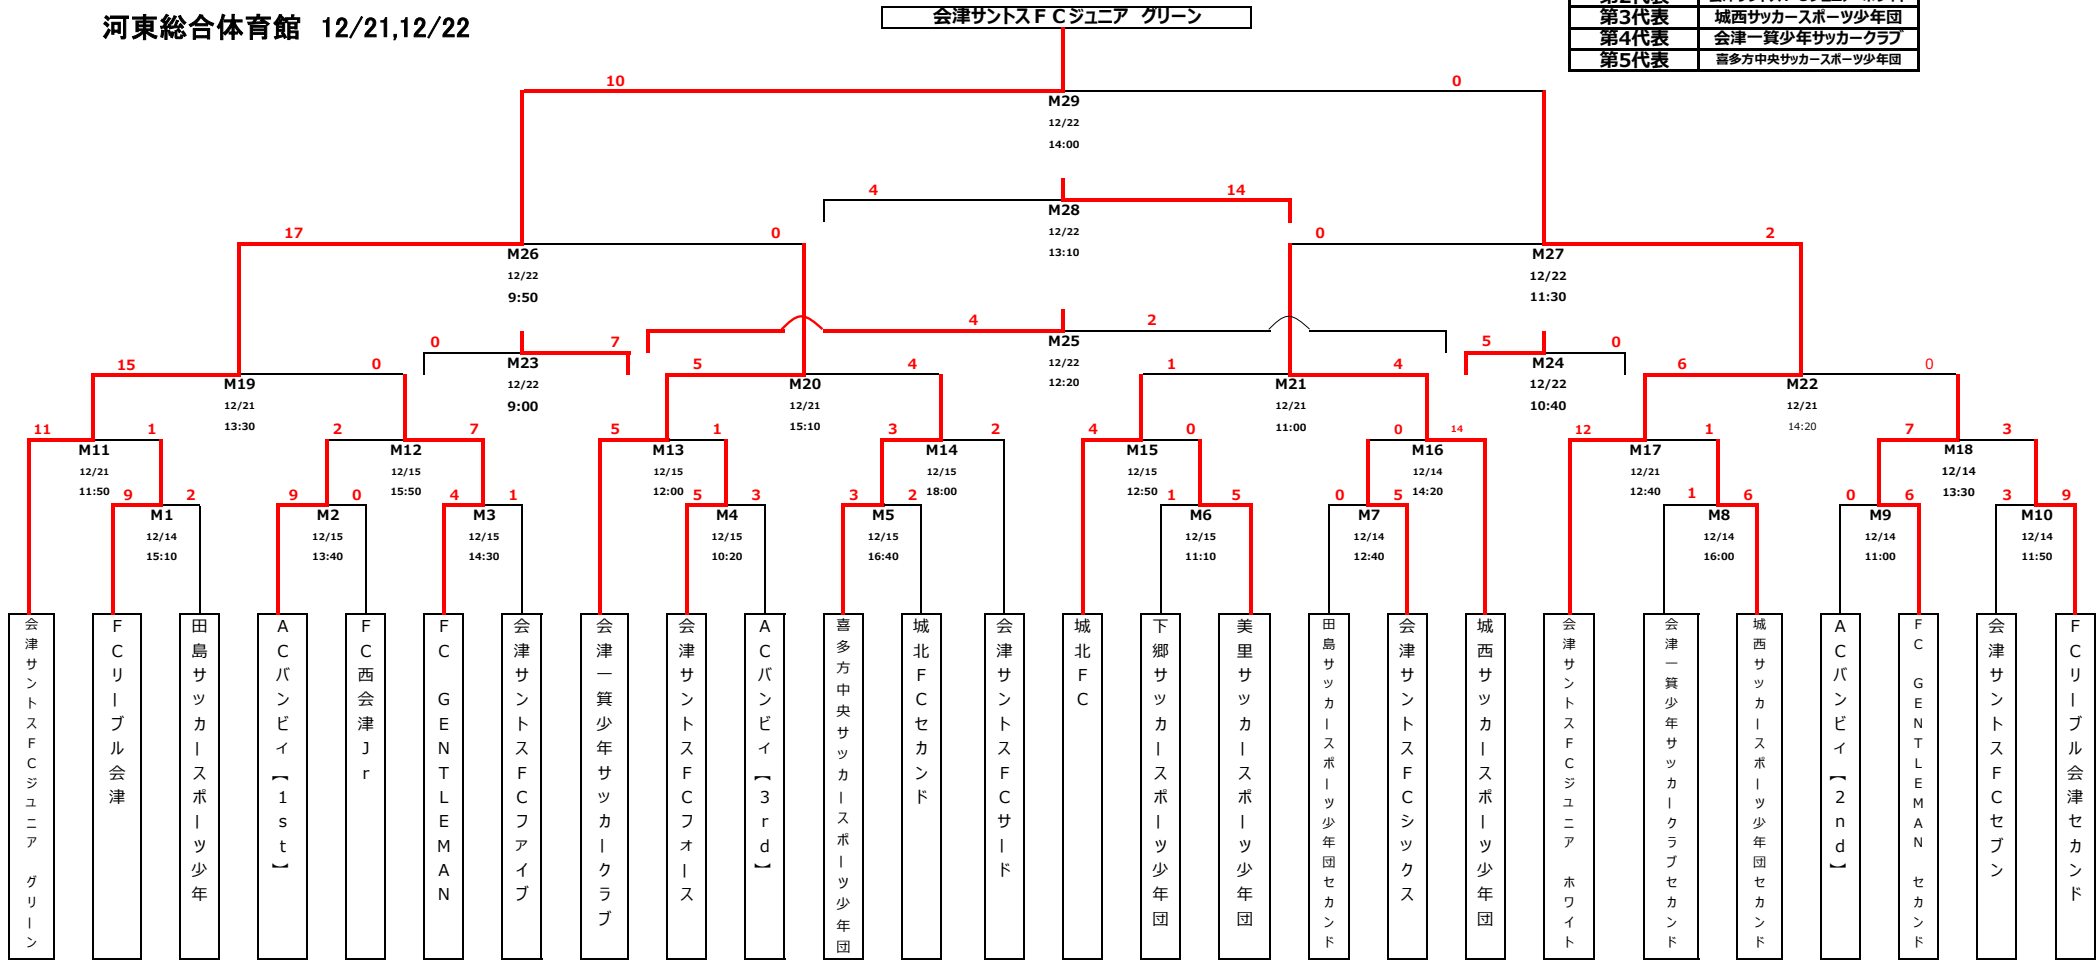 会津サントスＦＣジュニア グリーン
河東総合体育館 12/21,12/22
第3代表 城西サッカースポーツ少年団
第4代表 会津一箕少年サッカークラブ
第5代表 喜多方中央サッカースポーツ少年団
10 0
M29
12/22
14:00
4 14
M28
12/22
13:10
17 0
M26
12/22
9:50
0 2
M27
12/22
11:30
4 2
M25
12/22
12:20
0 7
M23
12/22
9:00
5 0
M24
12/22
10:40
15 0
M19
12/21
13:30
5 4
M20
12/21
15:10
1 4
M21
12/21
11:00
6 0
M22
12/21
14:20
11 1
M11
12/21
11:50
2 7
M12
12/15
15:50
5 1
M13
12/15
12:00
3 2
M14
12/15
18:00
4 0
M15
12/15
12:50
0 14
M16
12/14
14:20
12 1
M17
12/21
12:40
7 3
M18
12/14
13:30
9 2
M1
12/14
15:10
9 0
M2
12/15
13:40
4 1
M3
12/15
14:30
5 3
M4
12/15
10:20
3 2
M5
12/15
16:40
1 5
M6
12/15
11:10
0 5
M7
12/14
12:40
1 6
M8
12/14
16:00
0 6
M9
12/14
11:00
3 9
M10
12/14
11:50
会津サントスFCジュニア グリーン
FCリーブル会津
田島サッカースポーツ少年
ACバンビィ【1st】
FC西会津Jr
FC GENTLEMAN
会津サントスFCファイブ
会津一箕少年サッカークラブ
会津サントスFCフォース
ACバンビィ【3rd】
喜多方中央サッカースポーツ少年団
城北FCセカンド
会津サントスFCサード
城北FC
下郷サッカースポーツ少年団
美里サッカースポーツ少年団
田島サッカースポーツ少年団セカンド
会津サントスFCシックス
城西サッカースポーツ少年団
会津サントスFCジュニア ホワイト
会津一箕少年サッカークラブセカンド
城西サッカースポーツ少年団セカンド
ACバンビィ【2nd】
FC GENTLEMAN セカンド
会津サントスFCセブン
FCリーブル会津セカンド